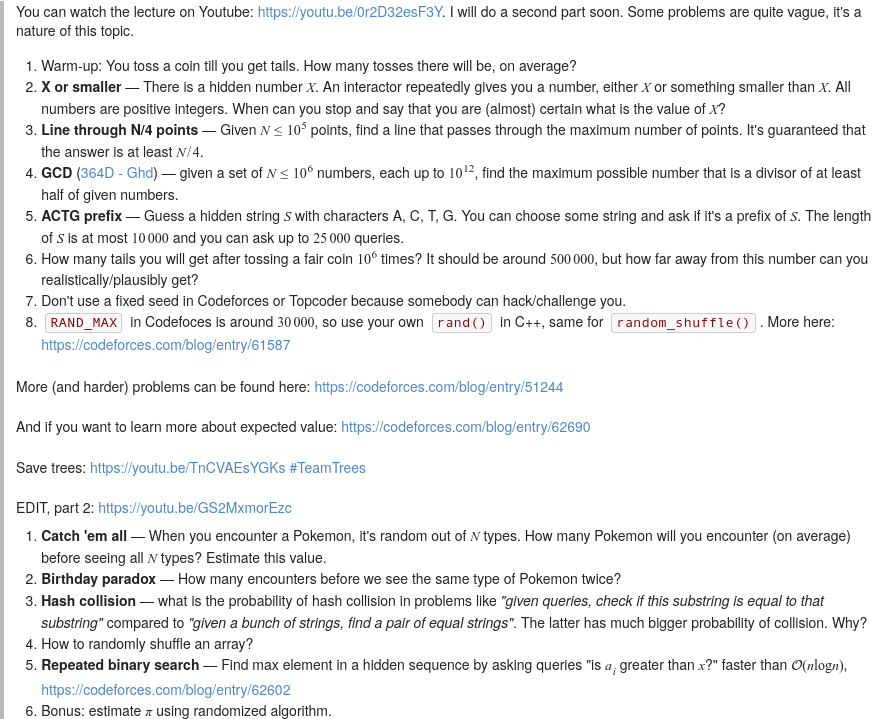 You can watch the lecture on Youtube: https://youtu.be/0r2D32esF3Y. I will do a second part soon. Some problems are quite vague, it's a
nature of this topic.
1. Warm-up: You toss a coin till you get tails. How many tosses there will be, on average?
2. X or smaller — There is a hidden number X. An interactor repeatedly gives you a number, either X or something smaller than X. All
numbers are positive integers. When can you stop and say that you are (almost) certain what is the value of X?
3. Line through N/4 points — Given N ≤ 10⁵ points, find a line that passes through the maximum number of points. It's guaranteed that
the answer is at least N/4.
4. GCD (364D - Ghd) — given a set of N ≤ 10⁶ numbers, each up to 10¹², find the maximum possible number that is a divisor of at least
half of given numbers.
5. ACTG prefix — Guess a hidden string S with characters A, C, T, G. You can choose some string and ask if it's a prefix of S. The length
of S is at most 10 000 and you can ask up to 25 000 queries.
6. How many tails you will get after tossing a fair coin 10⁶ times? It should be around 500 000, but how far away from this number can you
realistically/plausibly get?
7. Don't use a fixed seed in Codeforces or Topcoder because somebody can hack/challenge you.
8. RAND_MAX in Codefoces is around 30 000, so use your own rand() in C++, same for random_shuffle() . More here:
https://codeforces.com/blog/entry/61587
More (and harder) problems can be found here: https://codeforces.com/blog/entry/51244
And if you want to learn more about expected value: https://codeforces.com/blog/entry/62690
Save trees: https://youtu.be/TnCVAEsYGKs #TeamTrees
EDIT, part 2: https://youtu.be/GS2MxmorEzc
1. Catch 'em all — When you encounter a Pokemon, it's random out of N types. How many Pokemon will you encounter (on average)
before seeing all N types? Estimate this value.
2. Birthday paradox — How many encounters before we see the same type of Pokemon twice?
3. Hash collision — what is the probability of hash collision in problems like "given queries, check if this substring is equal to that
substring" compared to "given a bunch of strings, find a pair of equal strings". The latter has much bigger probability of collision. Why?
4. How to randomly shuffle an array?
5. Repeated binary search — Find max element in a hidden sequence by asking queries "is aᵢ greater than x?" faster than O(nlogn),
https://codeforces.com/blog/entry/62602
6. Bonus: estimate π using randomized algorithm.